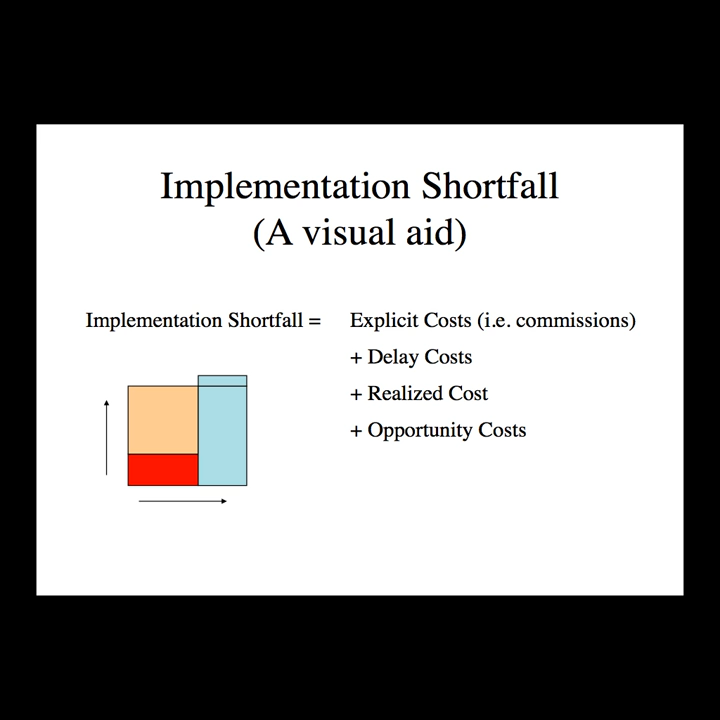 Implementation Shortfall
(A visual aid)
Implementation Shortfall =
Explicit Costs (i.e. commissions)
+ Delay Costs
+ Realized Cost
+ Opportunity Costs